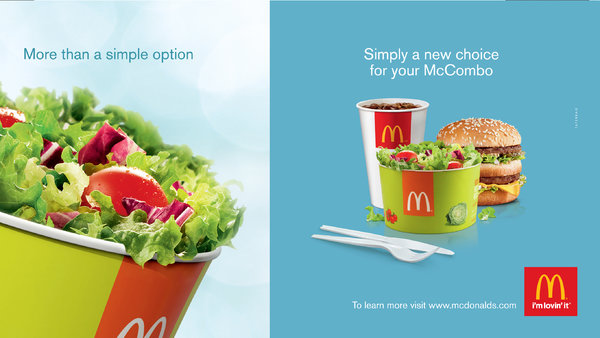 More than a simple option
Simply a new choice
for your McCombo
To learn more visit www.mcdonalds.com
i'm lovin' it